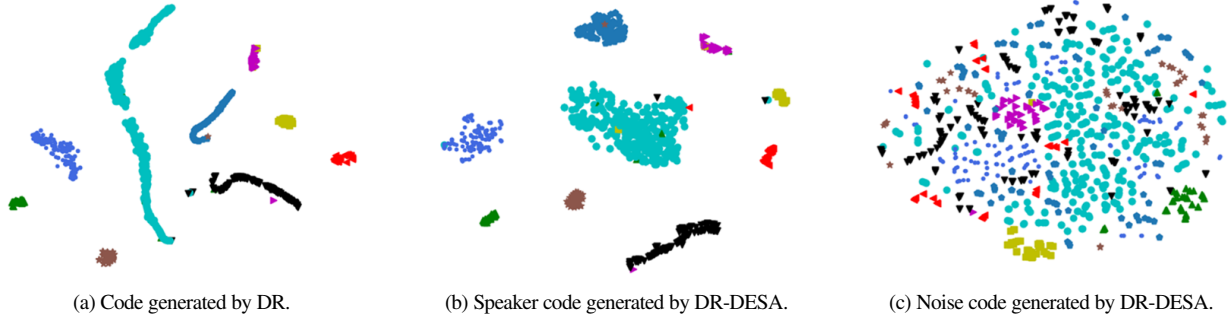 (a) Code generated by DR.
(b) Speaker code generated by DR-DESA.
(c) Noise code generated by DR-DESA.